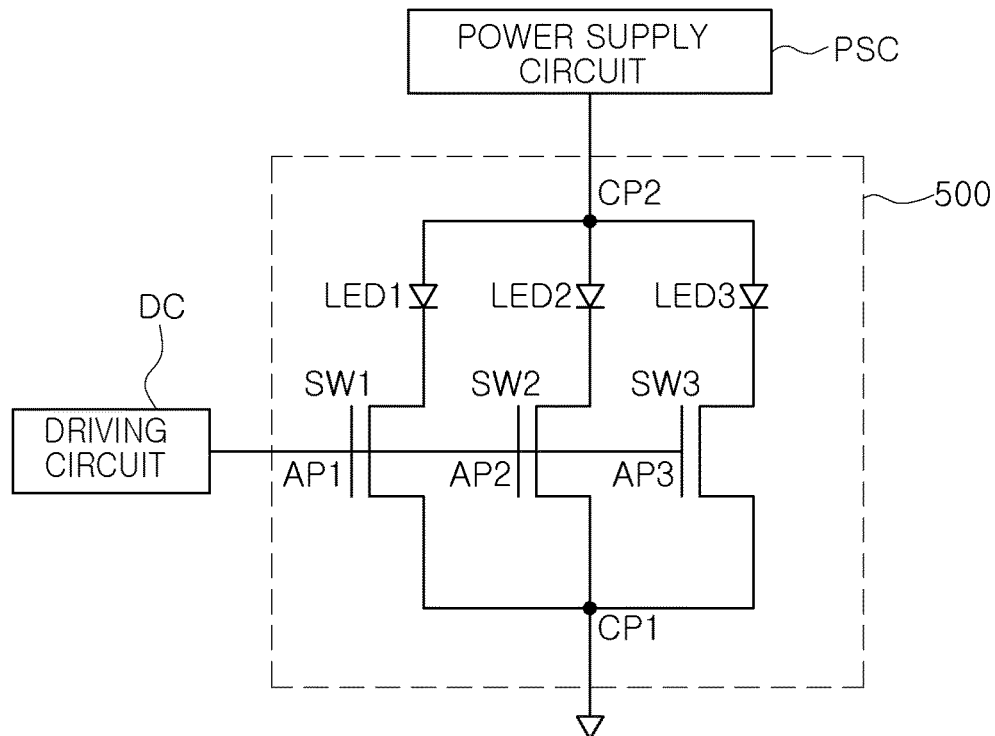 POWER SUPPLY
CIRCUIT
PSC
CP2
500
LED1
LED2
LED3
DC
SW1
SW2
SW3
DRIVING
CIRCUIT
AP1
AP2
AP3
CP1